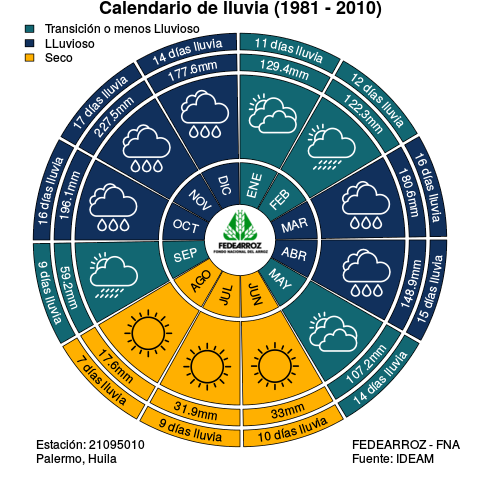 Calendario de lluvia (1981 - 2010)
Transición o menos Lluvioso
LLuvioso
Seco
11 días lluvia
129.4mm
ENE
12 días lluvia
122.3mm
FEB
16 días lluvia
180.6mm
MAR
15 días lluvia
148.9mm
ABR
14 días lluvia
107.2mm
MAY
10 días lluvia
33mm
JUN
9 días lluvia
31.9mm
JUL
7 días lluvia
17.6mm
AGO
9 días lluvia
59.2mm
SEP
16 días lluvia
196.1mm
OCT
17 días lluvia
227.5mm
NOV
14 días lluvia
177.6mm
DIC
FEDEARROZ
FONDO NACIONAL DEL ARROZ
Estación: 21095010
Palermo, Huila
FEDEARROZ - FNA
Fuente: IDEAM